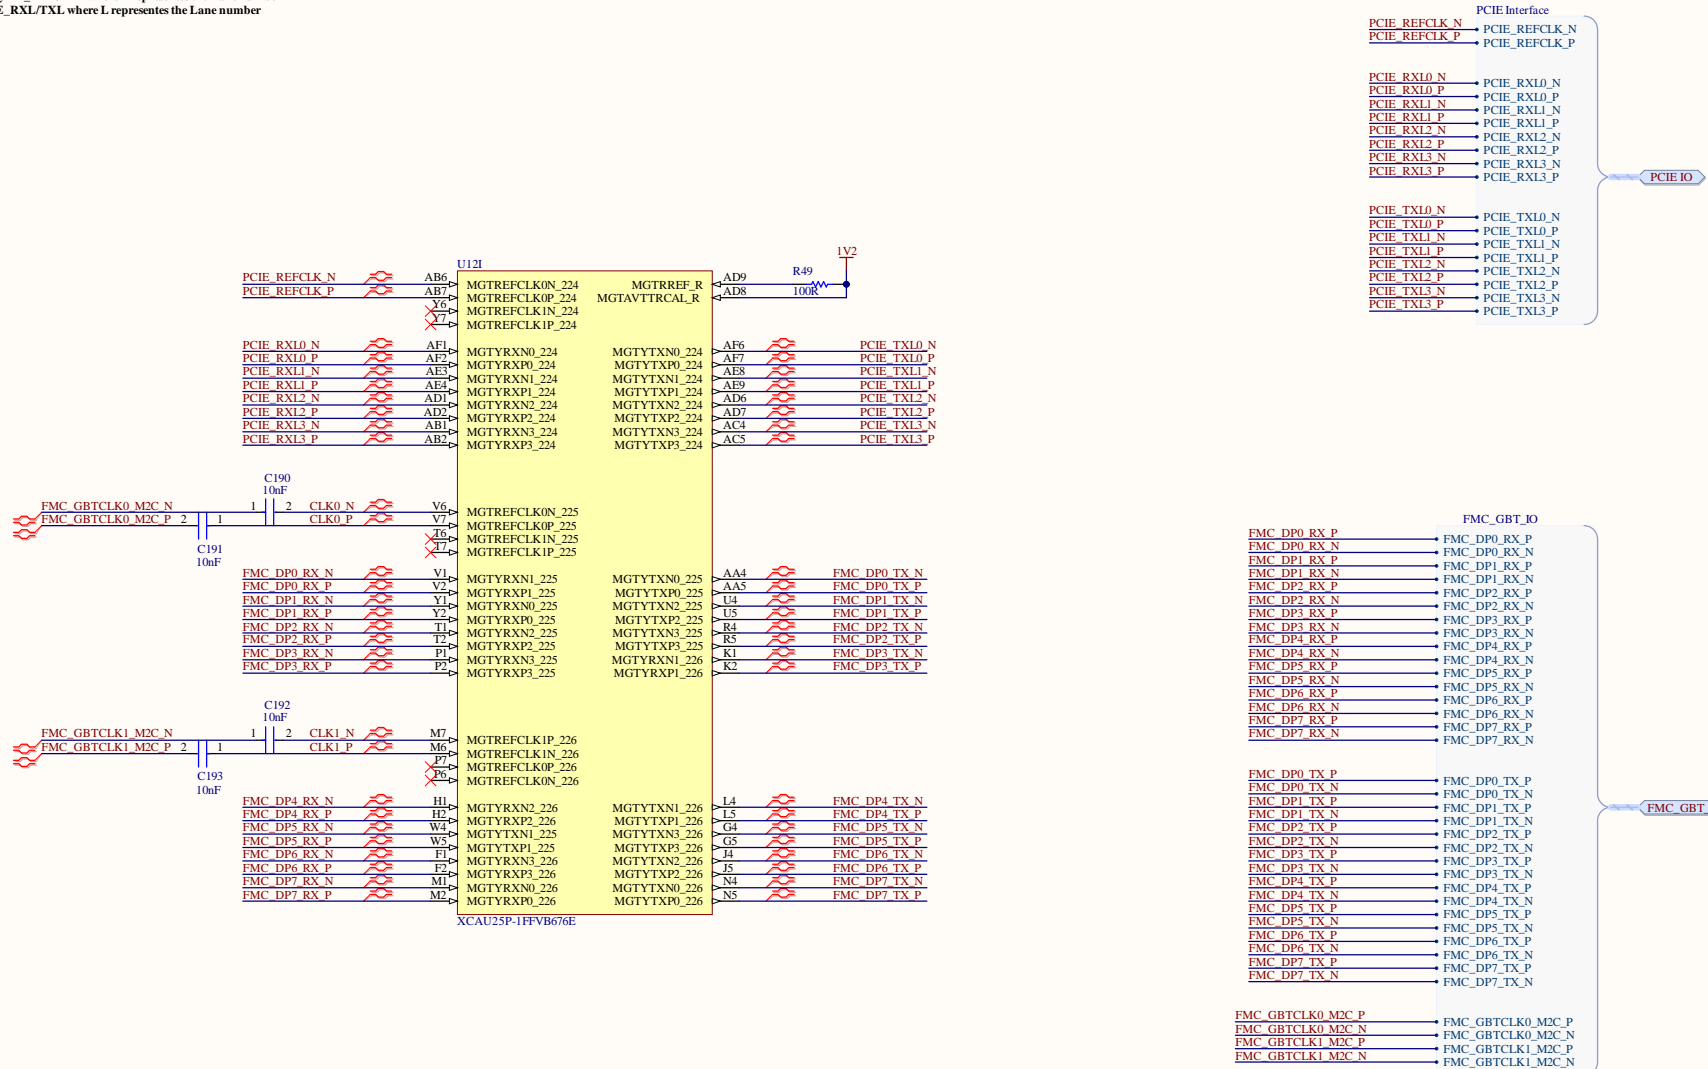 E_RXL/TXL where L representes the Lane number
PCIE Interface
PCIE_REFCLK_N PCIE_REFCLK_N
PCIE_REFCLK_P PCIE_REFCLK_P
PCIE_RXL0_N PCIE_RXL0_N
PCIE_RXL0_P PCIE_RXL0_P
PCIE_RXL1_N PCIE_RXL1_N
PCIE_RXL1_P PCIE_RXL1_P
PCIE_RXL2_N PCIE_RXL2_N
PCIE_RXL2_P PCIE_RXL2_P
PCIE_RXL3_N PCIE_RXL3_N
PCIE_RXL3_P PCIE_RXL3_P
PCIE IO
PCIE_TXL0_N PCIE_TXL0_N
PCIE_TXL0_P PCIE_TXL0_P
PCIE_TXL1_N PCIE_TXL1_N
PCIE_TXL1_P PCIE_TXL1_P
PCIE_TXL2_N PCIE_TXL2_N
PCIE_TXL2_P PCIE_TXL2_P
PCIE_TXL3_N PCIE_TXL3_N
PCIE_TXL3_P PCIE_TXL3_P
1V2
U12I
R49
100R
PCIE_REFCLK_N AB6 MGTREFCLK0N_224 MGTRREF_R AD9
PCIE_REFCLK_P AB7 MGTREFCLK0P_224 MGTAVTTRCAL_R AD8
Y6 MGTREFCLK1N_224
Y7 MGTREFCLK1P_224
PCIE_RXL0_N AF1 MGTYRXN0_224 MGTYTXN0_224 AF6 PCIE_TXL0_N
PCIE_RXL0_P AF2 MGTYRXP0_224 MGTYTXP0_224 AF7 PCIE_TXL0_P
PCIE_RXL1_N AE3 MGTYRXN1_224 MGTYTXN1_224 AE8 PCIE_TXL1_N
PCIE_RXL1_P AE4 MGTYRXP1_224 MGTYTXP1_224 AE9 PCIE_TXL1_P
PCIE_RXL2_N AD1 MGTYRXN2_224 MGTYTXN2_224 AD6 PCIE_TXL2_N
PCIE_RXL2_P AD2 MGTYRXP2_224 MGTYTXP2_224 AD7 PCIE_TXL2_P
PCIE_RXL3_N AB1 MGTYRXN3_224 MGTYTXN3_224 AC4 PCIE_TXL3_N
PCIE_RXL3_P AB2 MGTYRXP3_224 MGTYTXP3_224 AC5 PCIE_TXL3_P
C190
10nF
FMC_GBTCLK0_M2C_N 1 2 CLK0_N V6 MGTREFCLK0N_225
FMC_GBTCLK0_M2C_P 2 1 CLK0_P V7 MGTREFCLK0P_225
T6 MGTREFCLK1N_225
T7 MGTREFCLK1P_225
C191
10nF
FMC_DP0_RX_N V1 MGTYRXN1_225 MGTYTXN0_225 AA4 FMC_DP0_TX_N
FMC_DP0_RX_P V2 MGTYRXP1_225 MGTYTXP0_225 AA5 FMC_DP0_TX_P
FMC_DP1_RX_N Y1 MGTYRXN0_225 MGTYTXN2_225 U4 FMC_DP1_TX_N
FMC_DP1_RX_P Y2 MGTYRXP0_225 MGTYTXP2_225 U5 FMC_DP1_TX_P
FMC_DP2_RX_N T1 MGTYRXN2_225 MGTYTXN3_225 R4 FMC_DP2_TX_N
FMC_DP2_RX_P T2 MGTYRXP2_225 MGTYTXP3_225 R5 FMC_DP2_TX_P
FMC_DP3_RX_N P1 MGTYRXN3_225 MGTYRXN1_226 K1 FMC_DP3_TX_N
FMC_DP3_RX_P P2 MGTYRXP3_225 MGTYRXP1_226 K2 FMC_DP3_TX_P
C192
10nF
FMC_GBTCLK1_M2C_N 1 2 CLK1_N M7 MGTREFCLK1P_226
FMC_GBTCLK1_M2C_P 2 1 CLK1_P M6 MGTREFCLK1N_226
P7 MGTREFCLK0P_226
P6 MGTREFCLK0N_226
C193
10nF
FMC_DP4_RX_N H1 MGTYRXN2_226 MGTYTXN1_226 L4 FMC_DP4_TX_N
FMC_DP4_RX_P H2 MGTYRXP2_226 MGTYTXP1_226 L5 FMC_DP4_TX_P
FMC_DP5_RX_N W4 MGTYTXN1_225 MGTYTXN3_226 G4 FMC_DP5_TX_N
FMC_DP5_RX_P W5 MGTYTXP1_225 MGTYTXP3_226 G5 FMC_DP5_TX_P
FMC_DP6_RX_N F1 MGTYRXN3_226 MGTYTXN2_226 J4 FMC_DP6_TX_N
FMC_DP6_RX_P F2 MGTYRXP3_226 MGTYTXP2_226 J5 FMC_DP6_TX_P
FMC_DP7_RX_N M1 MGTYRXN0_226 MGTYTXN0_226 N4 FMC_DP7_TX_N
FMC_DP7_RX_P M2 MGTYRXP0_226 MGTYTXP0_226 N5 FMC_DP7_TX_P
XCAU25P-1FFVB676E
FMC_GBT_IO
FMC_DP0_RX_P FMC_DP0_RX_P
FMC_DP0_RX_N FMC_DP0_RX_N
FMC_DP1_RX_P FMC_DP1_RX_P
FMC_DP1_RX_N FMC_DP1_RX_N
FMC_DP2_RX_P FMC_DP2_RX_P
FMC_DP2_RX_N FMC_DP2_RX_N
FMC_DP3_RX_P FMC_DP3_RX_P
FMC_DP3_RX_N FMC_DP3_RX_N
FMC_DP4_RX_P FMC_DP4_RX_P
FMC_DP4_RX_N FMC_DP4_RX_N
FMC_DP5_RX_P FMC_DP5_RX_P
FMC_DP5_RX_N FMC_DP5_RX_N
FMC_DP6_RX_P FMC_DP6_RX_P
FMC_DP6_RX_N FMC_DP6_RX_N
FMC_DP7_RX_P FMC_DP7_RX_P
FMC_DP7_RX_N FMC_DP7_RX_N
FMC_DP0_TX_P FMC_DP0_TX_P
FMC_DP0_TX_N FMC_DP0_TX_N
FMC_DP1_TX_P FMC_DP1_TX_P
FMC_GBT_
FMC_DP1_TX_N FMC_DP1_TX_N
FMC_DP2_TX_P FMC_DP2_TX_P
FMC_DP2_TX_N FMC_DP2_TX_N
FMC_DP3_TX_P FMC_DP3_TX_P
FMC_DP3_TX_N FMC_DP3_TX_N
FMC_DP4_TX_P FMC_DP4_TX_P
FMC_DP4_TX_N FMC_DP4_TX_N
FMC_DP5_TX_P FMC_DP5_TX_P
FMC_DP5_TX_N FMC_DP5_TX_N
FMC_DP6_TX_P FMC_DP6_TX_P
FMC_DP6_TX_N FMC_DP6_TX_N
FMC_DP7_TX_P FMC_DP7_TX_P
FMC_DP7_TX_N FMC_DP7_TX_N
FMC_GBTCLK0_M2C_P FMC_GBTCLK0_M2C_P
FMC_GBTCLK0_M2C_N FMC_GBTCLK0_M2C_N
FMC_GBTCLK1_M2C_P FMC_GBTCLK1_M2C_P
FMC_GBTCLK1_M2C_N FMC_GBTCLK1_M2C_N